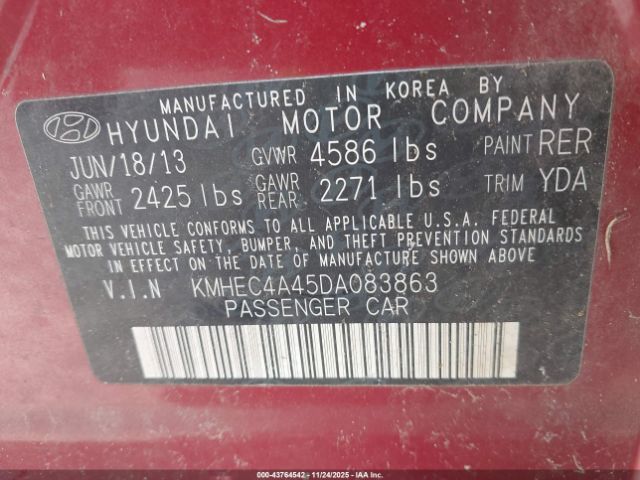 MANUFACTURED IN KOREA BY
HYUNDAI MOTOR COMPANY
JUN/18/13 GVWR 4586 lbs PAINT RER
GAWR FRONT 2425 lbs GAWR REAR 2271 lbs TRIM YDA
THIS VEHICLE CONFORMS TO ALL APPLICABLE U.S.A. FEDERAL
MOTOR VEHICLE SAFETY, BUMPER, AND THEFT PREVENTION STANDARDS
IN EFFECT ON THE DATE OF MANUFACTURE SHOWN ABOVE.
V.I.N KMHEC4A45DA083863
PASSENGER CAR
000-43764542 - 11/24/2025 - IAA Inc.